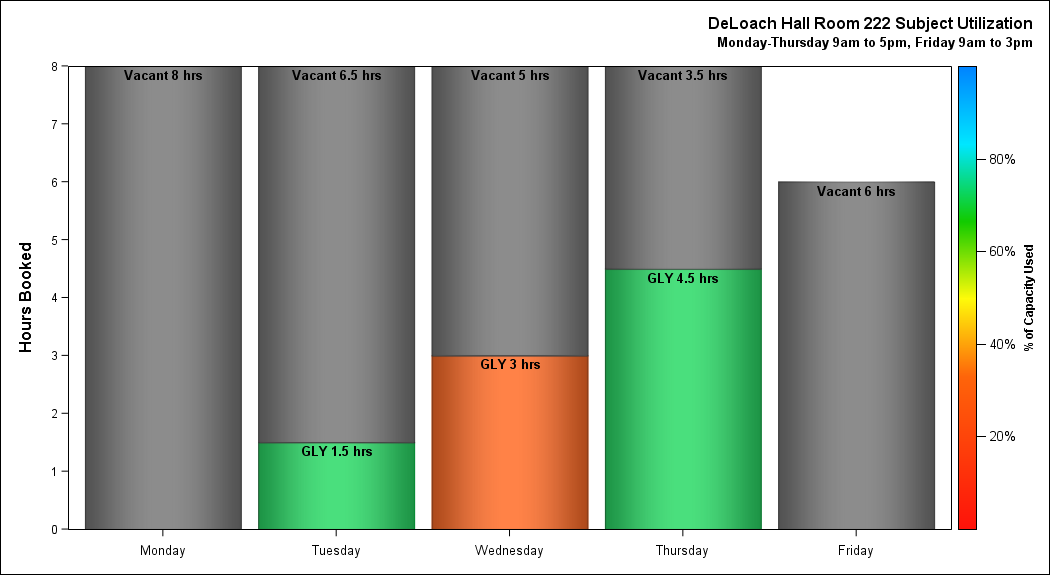 DeLoach Hall Room 222 Subject Utilization
Monday-Thursday 9am to 5pm, Friday 9am to 3pm
Hours Booked
8
7
6
5
4
3
2
1
0
Vacant 8 hrs
Vacant 6.5 hrs
GLY 1.5 hrs
Vacant 5 hrs
GLY 3 hrs
Vacant 3.5 hrs
GLY 4.5 hrs
Vacant 6 hrs
Monday
Tuesday
Wednesday
Thursday
Friday
80%
60%
40%
20%
% of Capacity Used